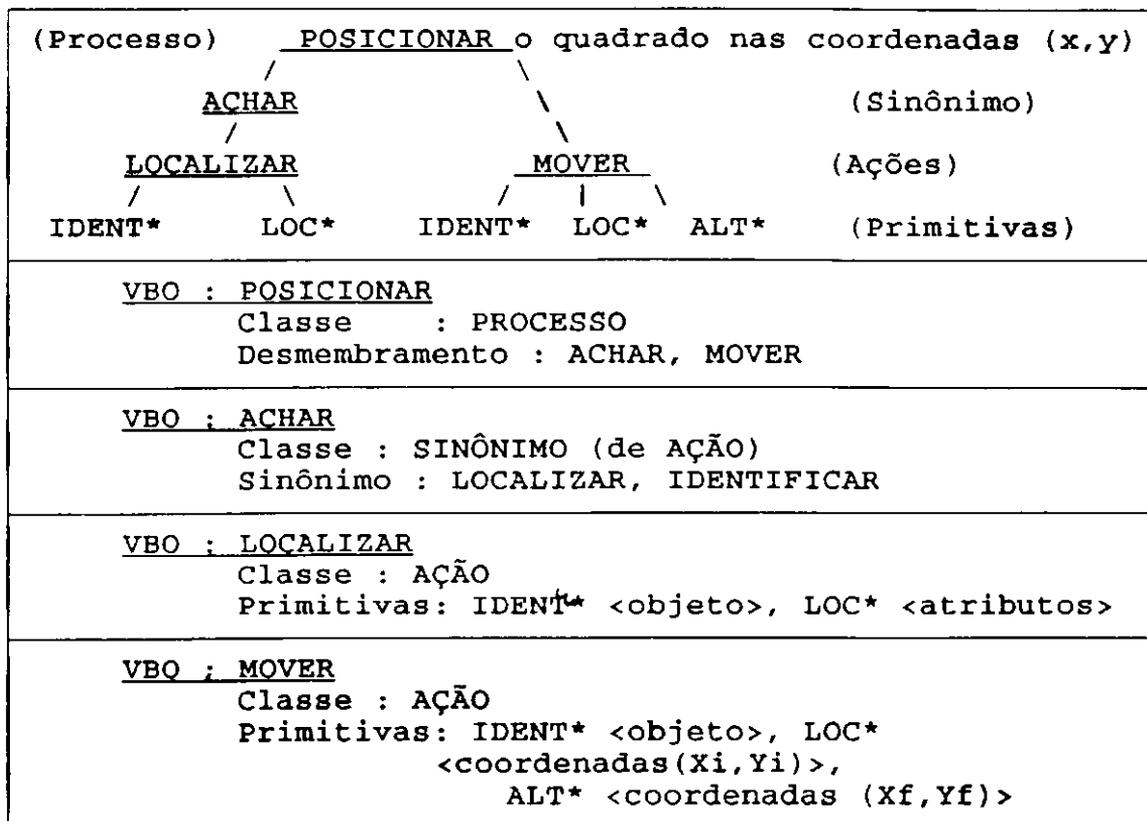 (Processo) POSICIONAR o quadrado nas coordenadas (x,y)
ACHAR (Sinônimo)
LOCALIZAR MOVER (Ações)
IDENT* LOC* IDENT* LOC* ALT* (Primitivas)
VBO : POSICIONAR
Classe : PROCESSO
Desmembramento : ACHAR, MOVER
VBO : ACHAR
Classe : SINÔNIMO (de AÇÃO)
Sinônimo : LOCALIZAR, IDENTIFICAR
VBO : LOCALIZAR
Classe : AÇÃO
Primitivas: IDENT* <objeto>, LOC* <atributos>
VBO : MOVER
Classe : AÇÃO
Primitivas: IDENT* <objeto>, LOC*
<coordenadas(Xi,Yi)>,
ALT* <coordenadas (Xf,Yf)>